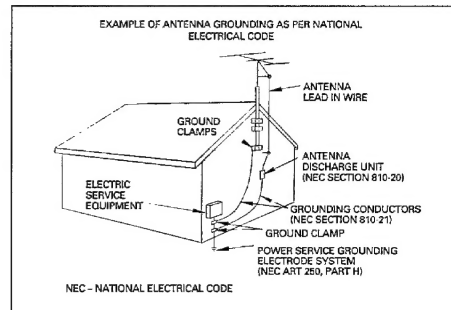 EXAMPLE OF ANTENNA GROUNDING AS PER NATIONAL
ELECTRICAL CODE
ANTENNA
LEAD IN WIRE
GROUND
CLAMPS
ANTENNA
DISCHARGE UNIT
(NEC SECTION 810-20)
ELECTRIC
SERVICE
EQUIPMENT
GROUNDING CONDUCTORS
(NEC SECTION 810-21)
GROUND CLAMP
POWER SERVICE GROUNDING
ELECTRODE SYSTEM
(NEC ART 250, PART H)
NEC – NATIONAL ELECTRICAL CODE